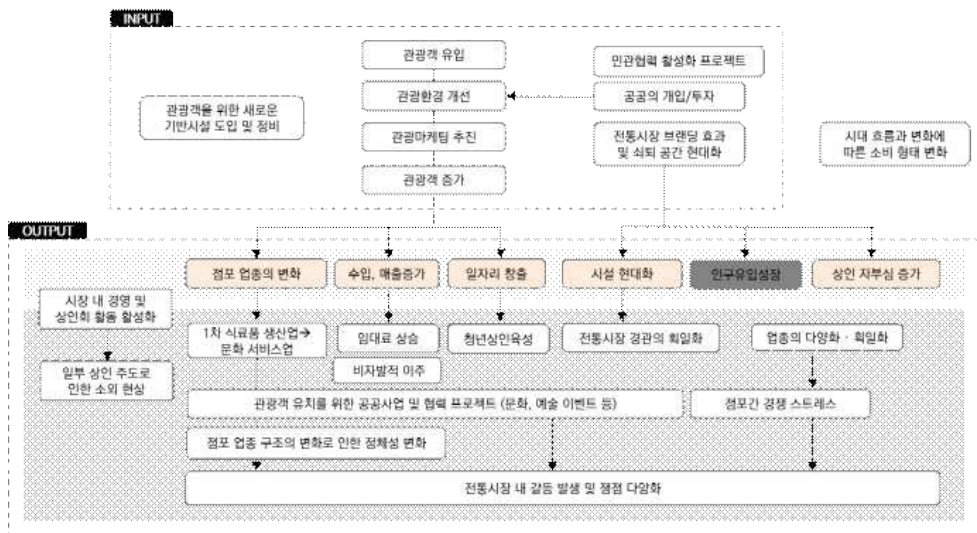 INPUT
관광객 유입
민관협력 활성화 프로젝트
관광객을 위한 새로운
기반시설 도입 및 정비
관광환경 개선
공공의 개입/투자
관광마케팅 추진
전통시장 브랜딩 효과
및 쇠퇴 공간 현대화
시대 흐름과 변화에
따른 소비 형태 변화
관광객 증가
OUTPUT
점포 업종의 변화
수입, 매출증가
일자리 창출
시설 현대화
인구유입성장
상인 자부심 증가
시장 내 경영 및
상인회 활동 활성화
1차 식료품 생산업→
문화 서비스업
임대료 상승
청년상인육성
전통시장 경관의 획일화
업종의 다양화 · 획일화
비자발적 이주
일부 상인 주도로
인한 소외 현상
관광객 유치를 위한 공공사업 및 협력 프로젝트 (문화, 예술 이벤트 등)
점포간 경쟁 스트레스
점포 업종 구조의 변화로 인한 정체성 변화
전통시장 내 갈등 발생 및 쟁점 다양화